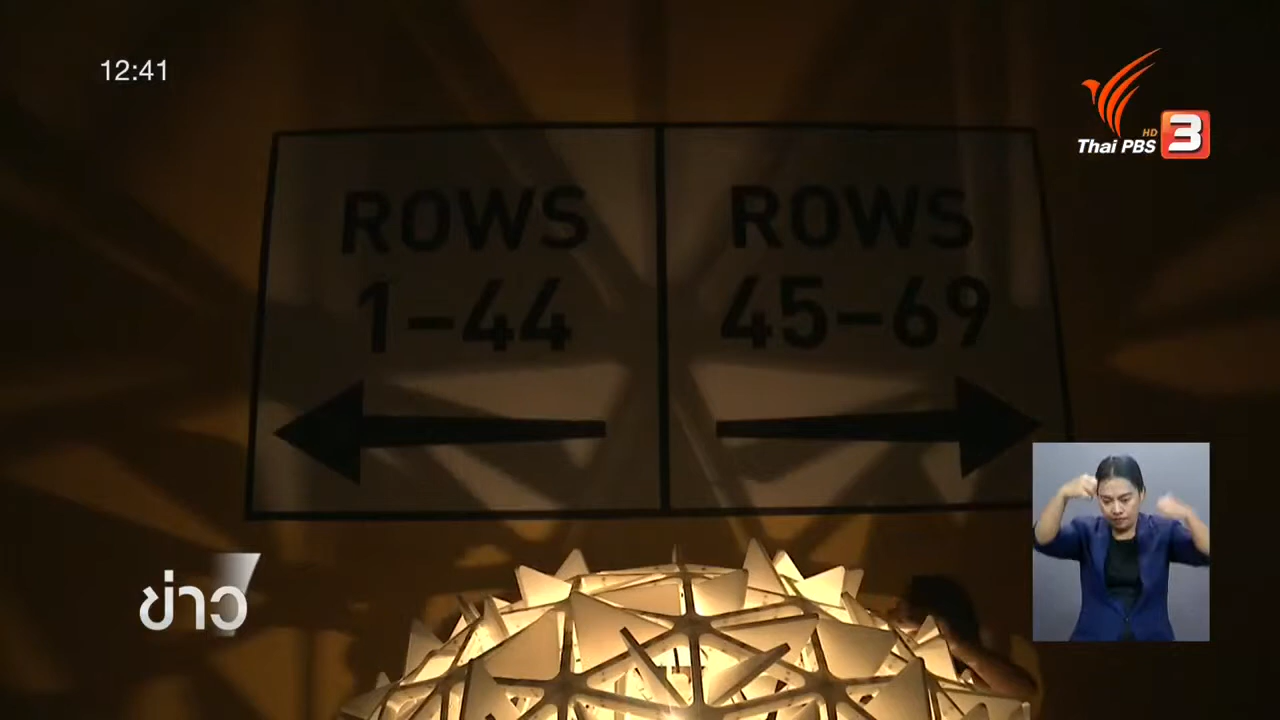 12:41
HD
Thai PBS 3
ROWS
1–44
ROWS
45–69
ข่าว